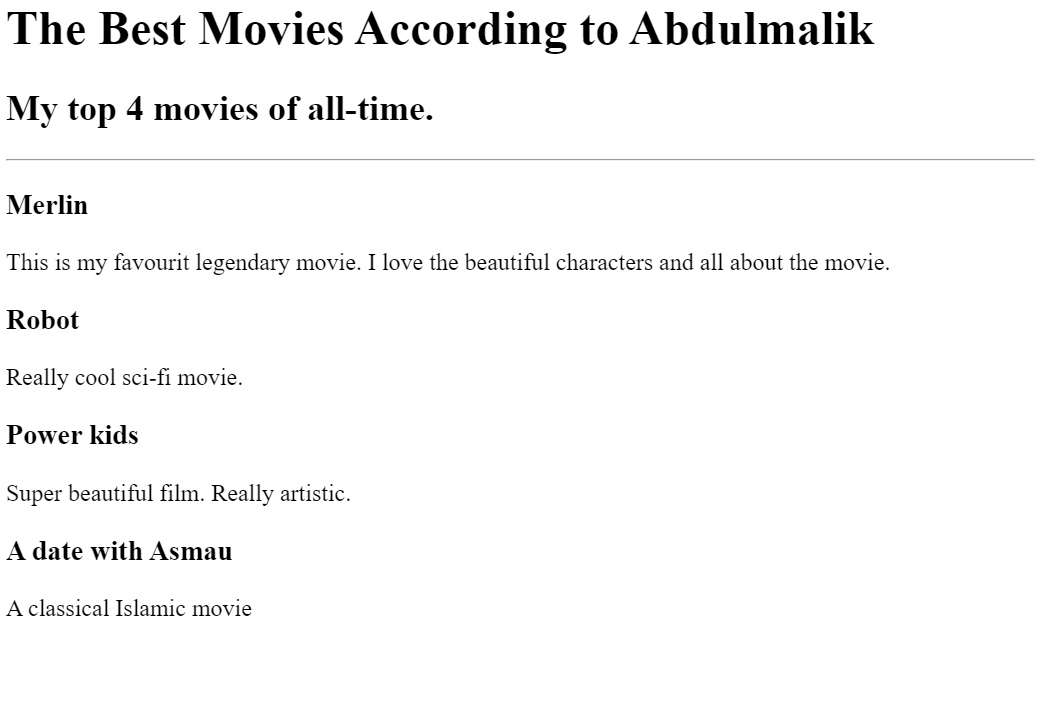 The Best Movies According to Abdulmalik
My top 4 movies of all-time.
Merlin
This is my favourit legendary movie. I love the beautiful characters and all about the movie.
Robot
Really cool sci-fi movie.
Power kids
Super beautiful film. Really artistic.
A date with Asmau
A classical Islamic movie